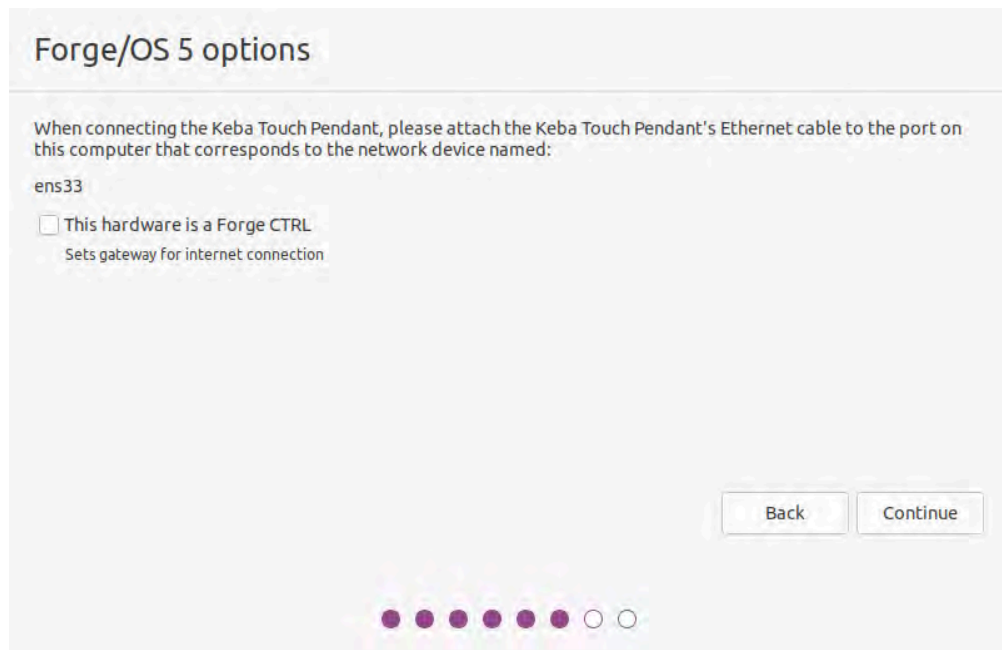 Forge/OS 5 options
When connecting the Keba Touch Pendant, please attach the Keba Touch Pendant's Ethernet cable to the port on
this computer that corresponds to the network device named:
ens33
This hardware is a Forge CTRL
Sets gateway for internet connection
Back
Continue